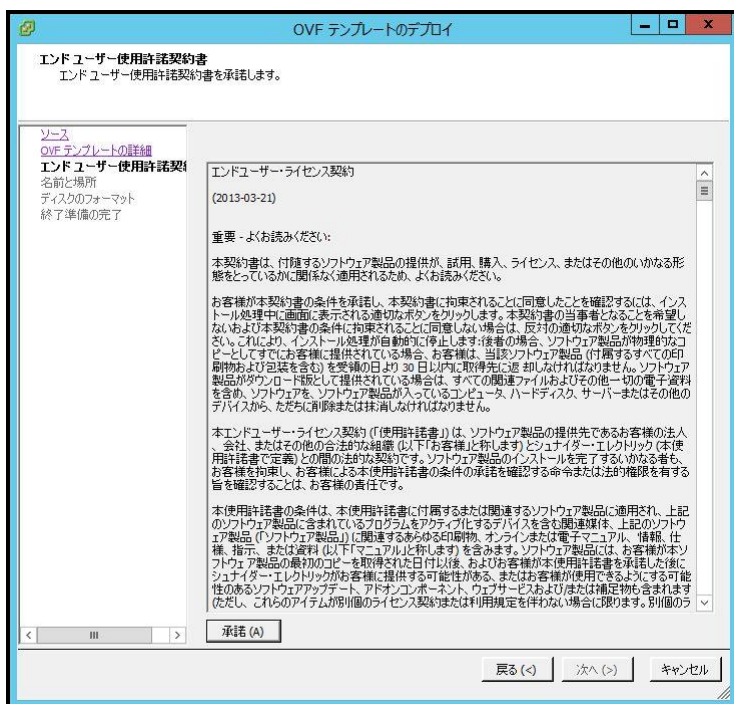 OVF テンプレートのデプロイ
エンド ユーザー使用許諾契約書
エンド ユーザー使用許諾契約書を承諾します。
ソース
OVF テンプレートの詳細
エンド ユーザー使用許諾契約
名前と場所
ディスクのフォーマット
終了準備の完了
エンドユーザー・ライセンス契約
(2013-03-21)
重要 - よくお読みください:
本契約書は、付随するソフトウェア製品の提供が、試用、購入、ライセンス、またはその他のいかなる形
態をとっているかに関係なく適用されるため、よくお読みください。
お客様が本契約書の条件を承諾し、本契約書に拘束されることに同意したことを確認するには、インス
トール処理中に画面に表示される適切なボタンをクリックします。本契約書の当事者となることを希望し
ないおよび本契約書の条件に拘束されることに同意しない場合は、反対の適切なボタンをクリックしてくだ
さい。これにより、インストール処理が自動的に停止します:後者の場合、ソフトウェア製品が物理的なコ
ピーとしてすでにお客様に提供されている場合、お客様は、当該ソフトウェア製品 (付属するすべての印
刷物および包装を含む) を受領の日より 30 日以内に取得先に返 却しなければなりません。ソフトウェア
製品がダウンロード版として提供されている場合は、すべての関連ファイルおよびその他一切の電子資料
を含め、ソフトウェアを、ソフトウェア製品が入っているコンピュータ、ハードディスク、サーバーまたはその他の
デバイスから、ただちに削除または抹消しなければなりません。
本エンドユーザー・ライセンス契約 (「使用許諾書」) は、ソフトウェア製品の提供先であるお客様の法人
、会社、またはその他の合法的な組織 (以下「お客様」と称します) とシュナイダー・エレクトリック (本使
用許諾書で定義) との間の法的な契約です。ソフトウェア製品のインストールを完了するいかなる者も、
お客様を拘束し、お客様による本使用許諾書の条件の承諾を確認する命令または法的権限を有する
旨を確認することは、お客様の責任です。
本使用許諾書の条件は、本使用許諾書に付属するまたは関連するソフトウェア製品に適用され、上記
のソフトウェア製品に含まれているプログラムをアクティブ化するデバイスを含む関連媒体、上記のソフトウ
ェア製品 (「ソフトウェア製品」) に関連するあらゆる印刷物、オンラインまたは電子マニュアル、情報、仕
様、指示、または資料 (以下「マニュアル」と称します) を含みます。ソフトウェア製品には、お客様が本ソ
フトウェア製品の最初のコピーを取得された日付以後、およびお客様が本使用許諾書を承諾した後に
シュナイダー・エレクトリックがお客様に提供する可能性がある、またはお客様が使用できるようにする可能
性のあるソフトウェアアップデート、アドオンコンポーネント、ウェブサービスおよび/または補足物も含まれます
(ただし、これらのアイテムが別個のライセンス契約または利用規定を伴わない場合に限ります。別個のラ
承諾 (A)
戻る (<)
次へ (>)
キャンセル